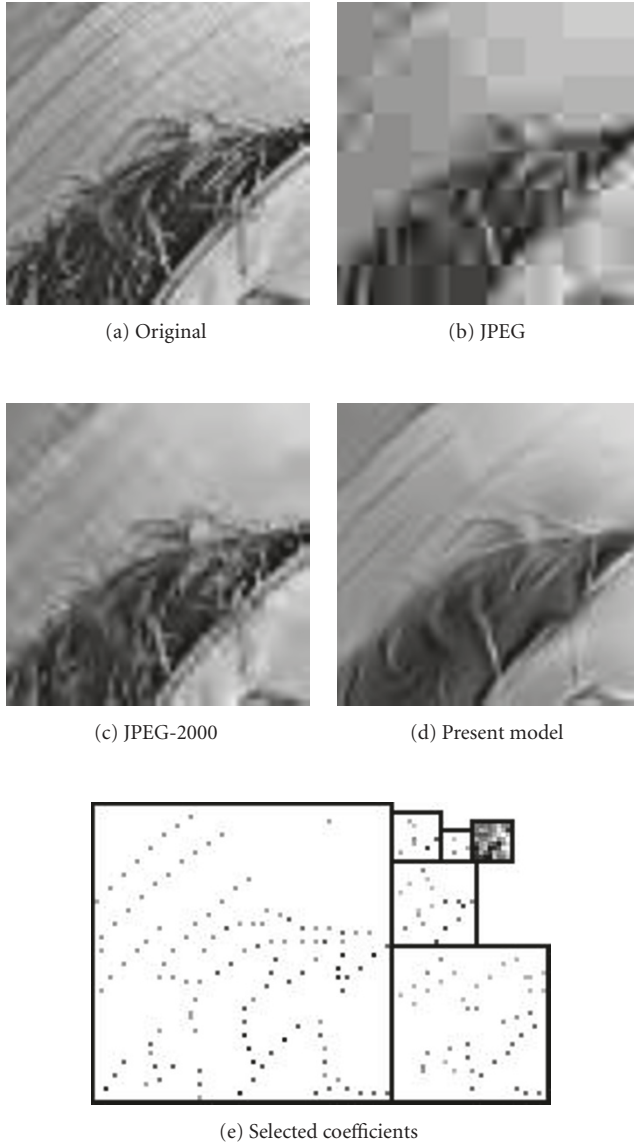 (a) Original
(b) JPEG
(c) JPEG-2000
(d) Present model
(e) Selected coefficients